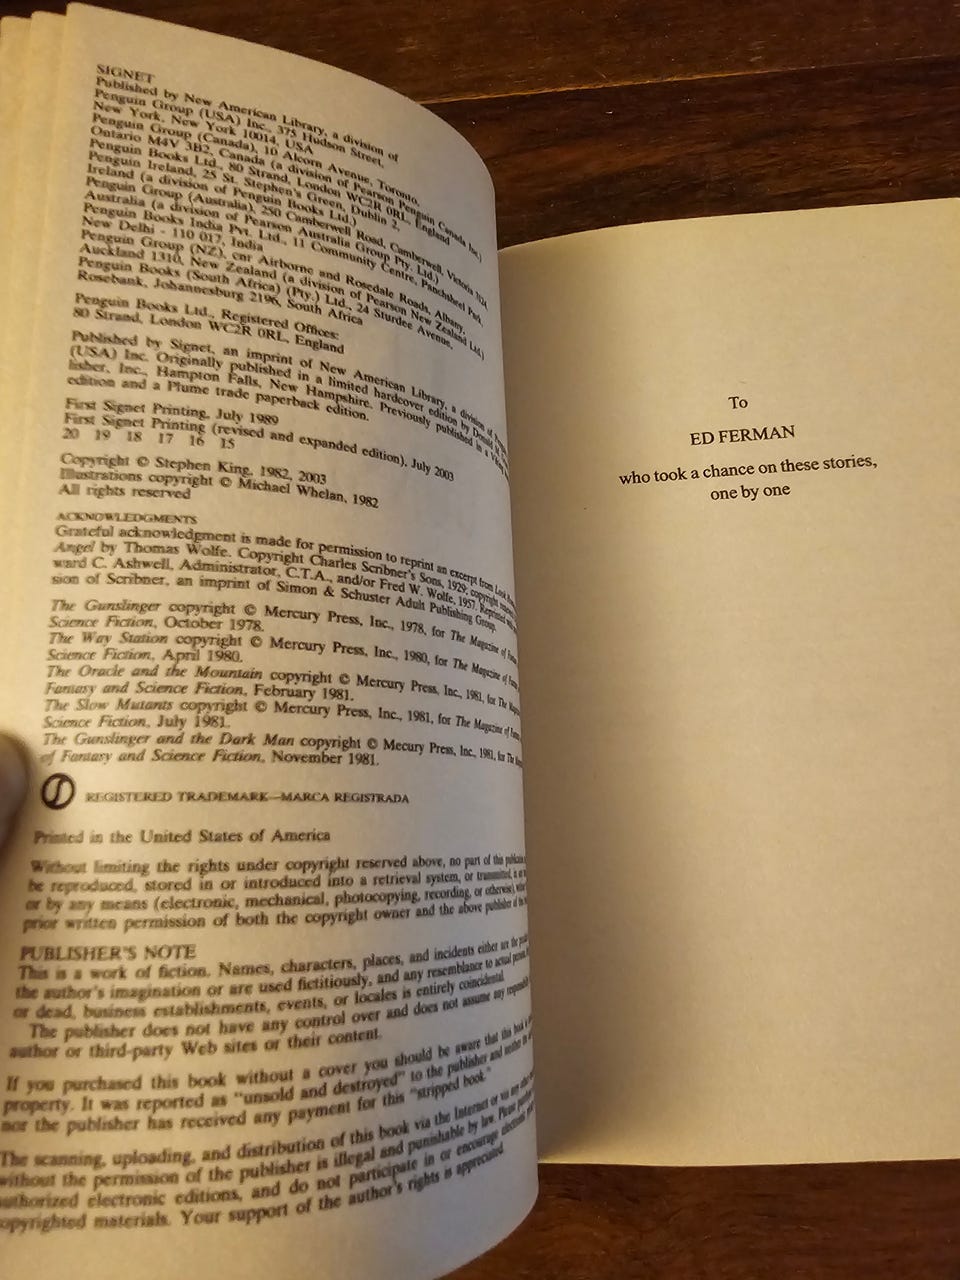 SIGNET
Published by New American Library, a division of
Penguin Group (USA) Inc., 375 Hudson Street,
New York, New York 10014, USA
Penguin Group (Canada), 10 Alcorn Avenue, Toronto,
Ontario M4V 3B2, Canada (a division of Pearson Penguin Canada Inc.)
Penguin Books Ltd., 80 Strand, London WC2R 0RL, England
Penguin Ireland, 25 St. Stephen's Green, Dublin 2,
Ireland (a division of Penguin Books Ltd.)
Penguin Group (Australia), 250 Camberwell Road, Camberwell, Victoria 3124,
Australia (a division of Pearson Australia Group Pty. Ltd.)
Penguin Books India Pvt. Ltd., 11 Community Centre, Panchsheel Park,
New Delhi - 110 017, India
Penguin Group (NZ), cnr Airborne and Rosedale Roads, Albany,
Auckland 1310, New Zealand (a division of Pearson New Zealand Ltd.)
Penguin Books (South Africa) (Pty.) Ltd., 24 Sturdee Avenue,
Rosebank, Johannesburg 2196, South Africa
Penguin Books Ltd., Registered Offices:
80 Strand, London WC2R 0RL, England
Published by Signet, an imprint of New American Library, a division of
(USA) Inc. Originally published in a limited hardcover edition by Donald M.
lisher, Inc., Hampton Falls, New Hampshire. Previously published in a Viking
edition and a Plume trade paperback edition.
First Signet Printing, July 1989
First Signet Printing (revised and expanded edition), July 2003
20 19 18 17 16 15
Copyright © Stephen King, 1982, 2003
Illustrations copyright © Michael Whelan, 1982
All rights reserved
ACKNOWLEDGMENTS
Grateful acknowledgment is made for permission to reprint an excerpt from Look
Angel by Thomas Wolfe. Copyright Charles Scribner's Sons, 1929; copyright
ward C. Ashwell, Administrator, C.T.A., and/or Fred W. Wolfe, 1957. Reprinted with
sion of Scribner, an imprint of Simon & Schuster Adult Publishing Group.
The Gunslinger copyright © Mercury Press, Inc., 1978, for The Magazine of
Science Fiction, October 1978.
The Way Station copyright © Mercury Press, Inc., 1980, for The Magazine of
Science Fiction, April 1980.
The Oracle and the Mountain copyright © Mercury Press, Inc., 1981, for The
Fantasy and Science Fiction, February 1981.
The Slow Mutants copyright © Mercury Press, Inc., 1981, for The Magazine of
Science Fiction, July 1981.
The Gunslinger and the Dark Man copyright © Mecury Press, Inc., 1981, for The
of Fantasy and Science Fiction, November 1981.
REGISTERED TRADEMARK—MARCA REGISTRADA
Printed in the United States of America
Without limiting the rights under copyright reserved above, no part of this
be reproduced, stored in or introduced into a retrieval system, or transmitted, in
or by any means (electronic, mechanical, photocopying, recording, or otherwise),
prior written permission of both the copyright owner and the above publisher of
PUBLISHER'S NOTE
This is a work of fiction. Names, characters, places, and incidents either are the
the author's imagination or are used fictitiously, and any resemblance to actual
or dead, business establishments, events, or locales is entirely coincidental.
The publisher does not have any control over and does not assume any
author or third-party Web sites or their content.
If you purchased this book without a cover you should be aware that this book is
property. It was reported as "unsold and destroyed" to the publisher and neither
nor the publisher has received any payment for this "stripped book."
The scanning, uploading, and distribution of this book via the Internet or via any
without the permission of the publisher is illegal and punishable by law. Please
authorized electronic editions, and do not participate in or encourage electronic
opyrighted materials. Your support of the author's rights is appreciated.
To
ED FERMAN
who took a chance on these stories,
one by one